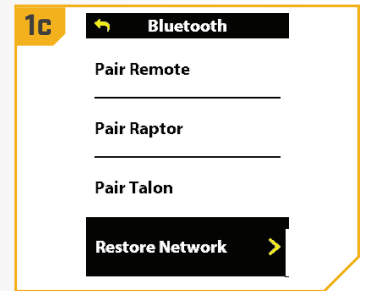 1c
Bluetooth
Pair Remote
Pair Raptor
Pair Talon
Restore Network